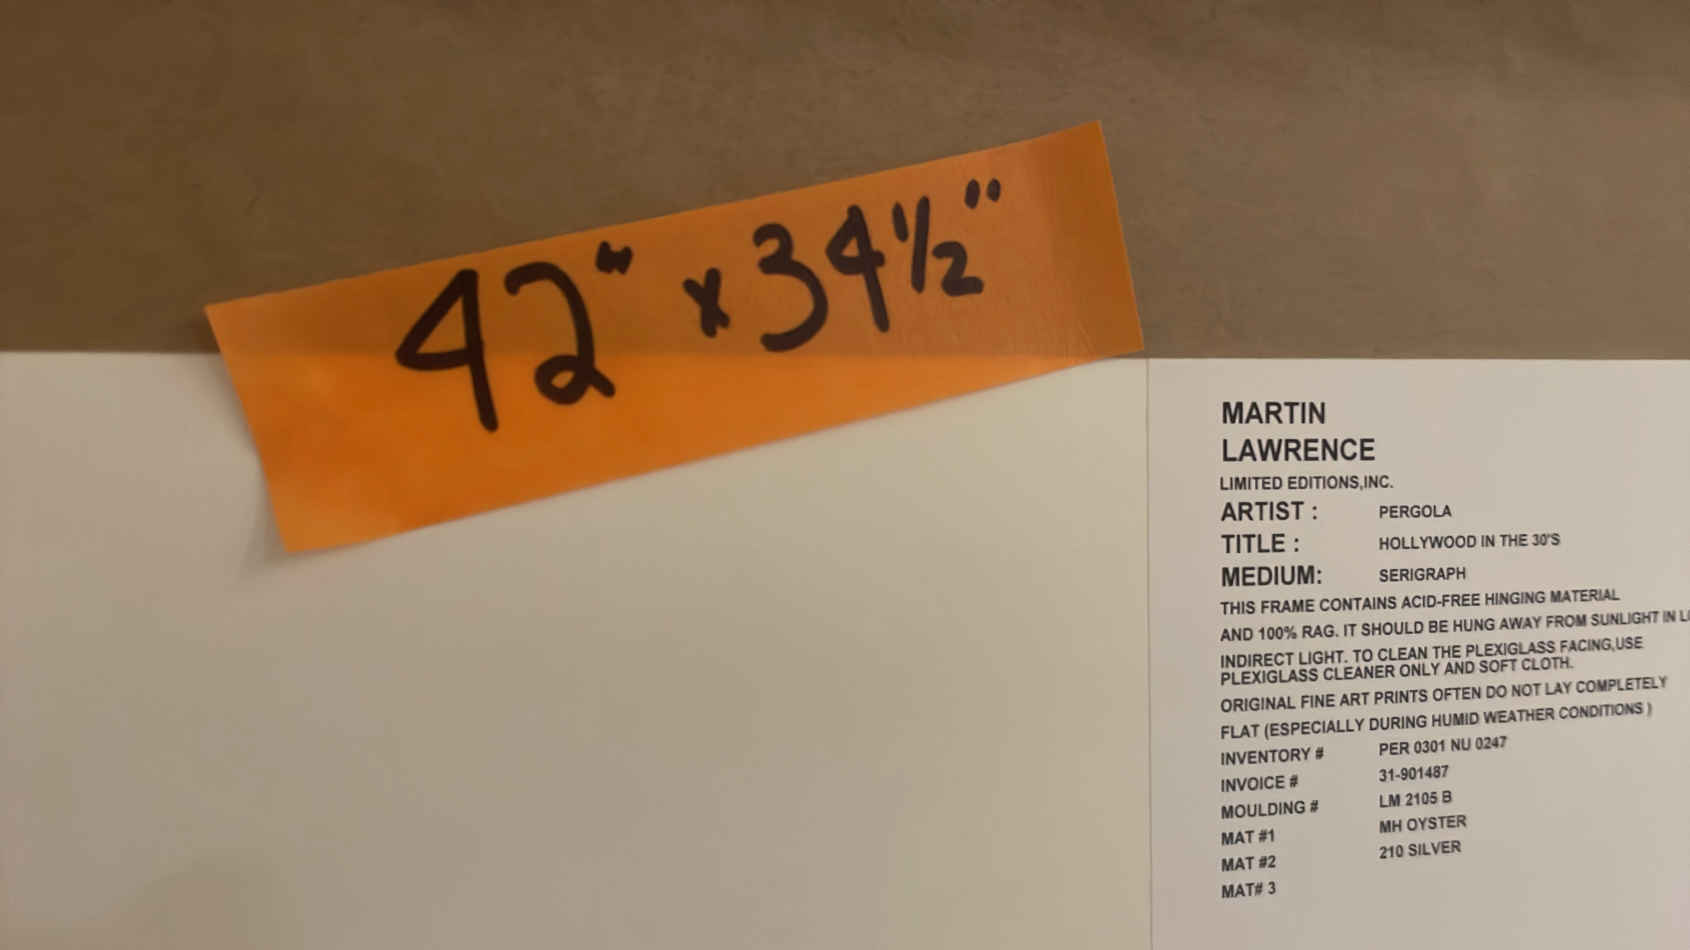 42" x 34 1/2"
MARTIN
LAWRENCE
LIMITED EDITIONS,INC.
ARTIST : PERGOLA
TITLE : HOLLYWOOD IN THE 30'S
MEDIUM: SERIGRAPH
THIS FRAME CONTAINS ACID-FREE HINGING MATERIAL
AND 100% RAG. IT SHOULD BE HUNG AWAY FROM SUNLIGHT IN
INDIRECT LIGHT. TO CLEAN THE PLEXIGLASS FACING,USE
PLEXIGLASS CLEANER ONLY AND SOFT CLOTH.
ORIGINAL FINE ART PRINTS OFTEN DO NOT LAY COMPLETELY
FLAT (ESPECIALLY DURING HUMID WEATHER CONDITIONS )
INVENTORY # PER 0301 NU 0247
INVOICE # 31-901487
MOULDING # LM 2105 B
MAT #1 MH OYSTER
MAT #2 210 SILVER
MAT# 3